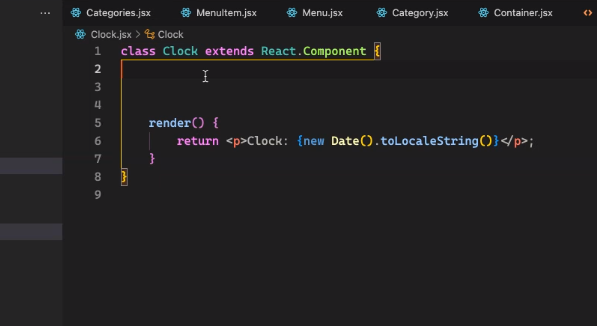 ... Categories.jsx MenuItem.jsx Menu.jsx Category.jsx Container.jsx <>
Clock.jsx > Clock
1 class Clock extends React.Component {
2
3
4
5     render() {
6         return <p>Clock: {new Date().toLocaleString()}</p>;
7     }
8 }
9